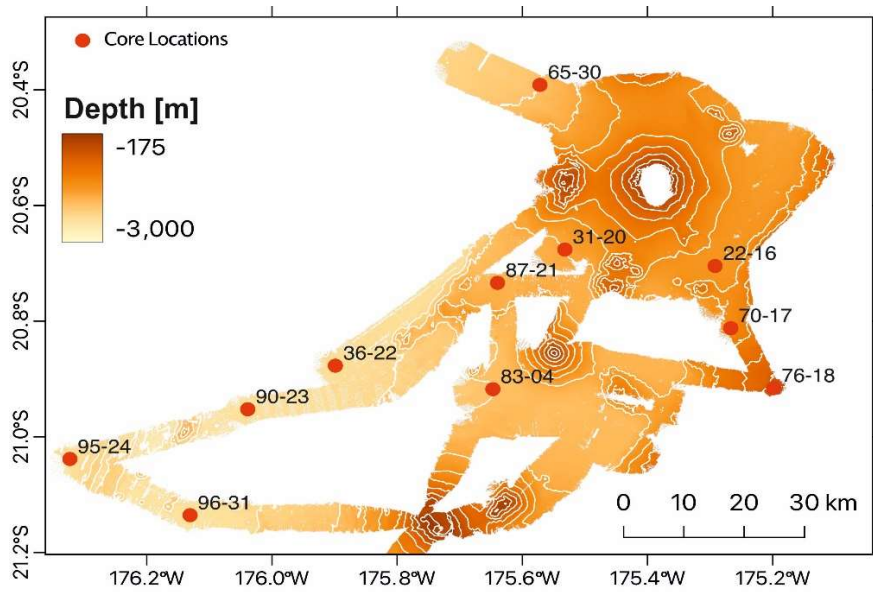 Core Locations
65-30
20.4°S
Depth [m]
-175
-3,000
20.6°S
31-20
22-16
87-21
20.8°S
70-17
36-22
83-04
76-18
90-23
21.0°S
95-24
96-31
0 10 20 30 km
21.2°S
176.2°W 176.0°W 175.8°W 175.6°W 175.4°W 175.2°W